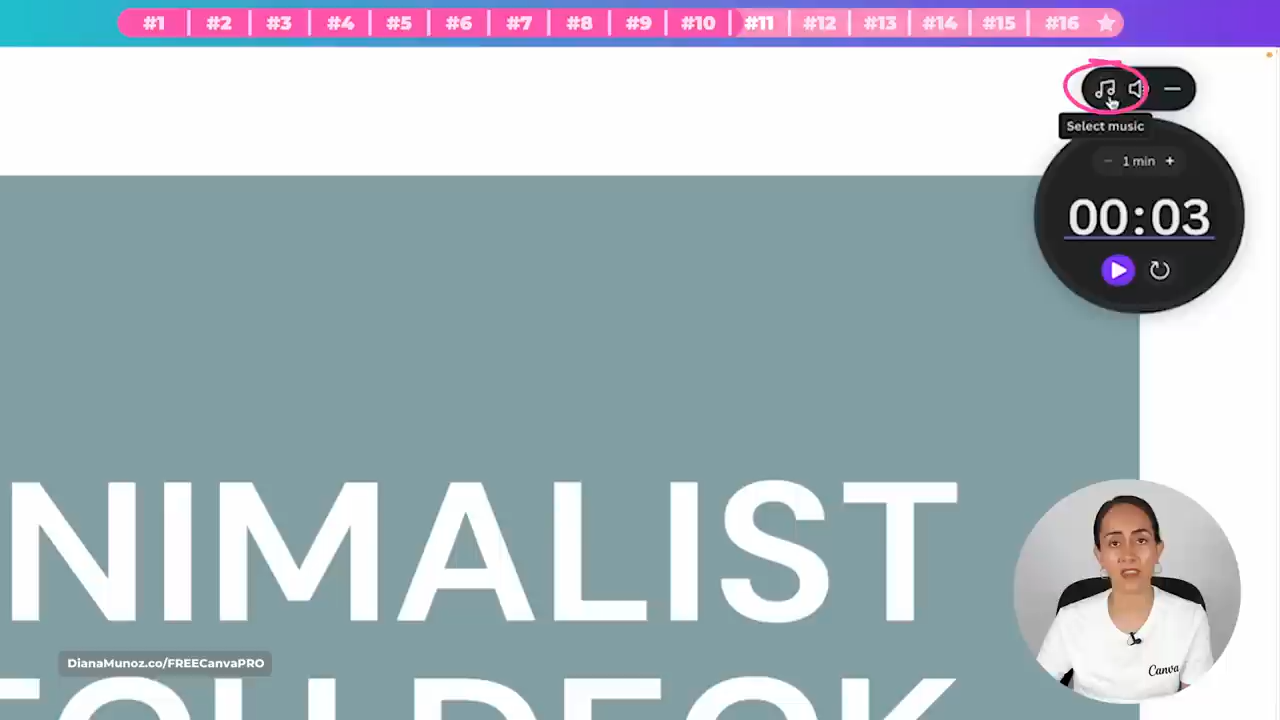 #1 #2 #3 #4 #5 #6 #7 #8 #9 #10 #11 #12 #13 #14 #15 #16
Select music
- 1 min +
00:03
NIMALIST
DianaMunoz.co/FREECanvaPRO
DECK
Canva